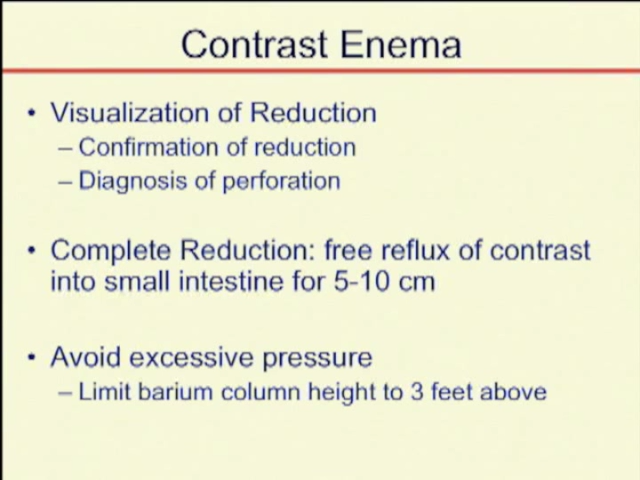 Contrast Enema
• Visualization of Reduction
– Confirmation of reduction
– Diagnosis of perforation
• Complete Reduction: free reflux of contrast
into small intestine for 5-10 cm
• Avoid excessive pressure
– Limit barium column height to 3 feet above